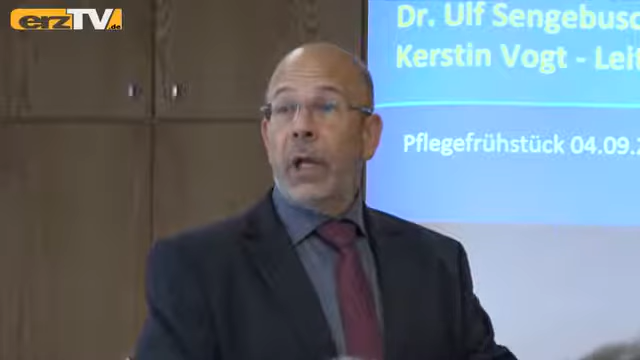 erzTV.de
Dr. Ulf Sengebusc
Kerstin Vogt - Leit
Pflegefrühstück 04.09.2